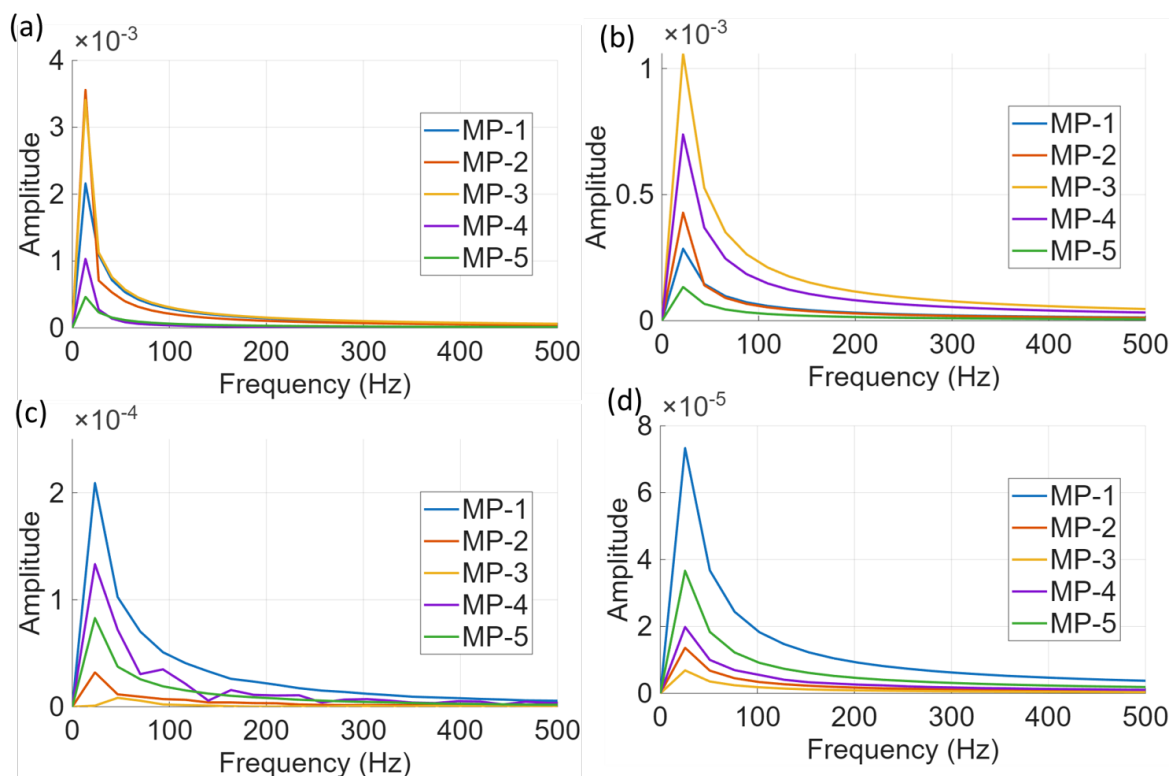 (a)
×10⁻³
4
3
2
1
0
Amplitude
MP-1
MP-2
MP-3
MP-4
MP-5
0 100 200 300 400 500
Frequency (Hz)
(b)
×10⁻³
1
0.5
0
Amplitude
MP-1
MP-2
MP-3
MP-4
MP-5
0 100 200 300 400 500
Frequency (Hz)
(c)
×10⁻⁴
2
1
0
Amplitude
MP-1
MP-2
MP-3
MP-4
MP-5
0 100 200 300 400 500
Frequency (Hz)
(d)
×10⁻⁵
8
6
4
2
0
Amplitude
MP-1
MP-2
MP-3
MP-4
MP-5
0 100 200 300 400 500
Frequency (Hz)